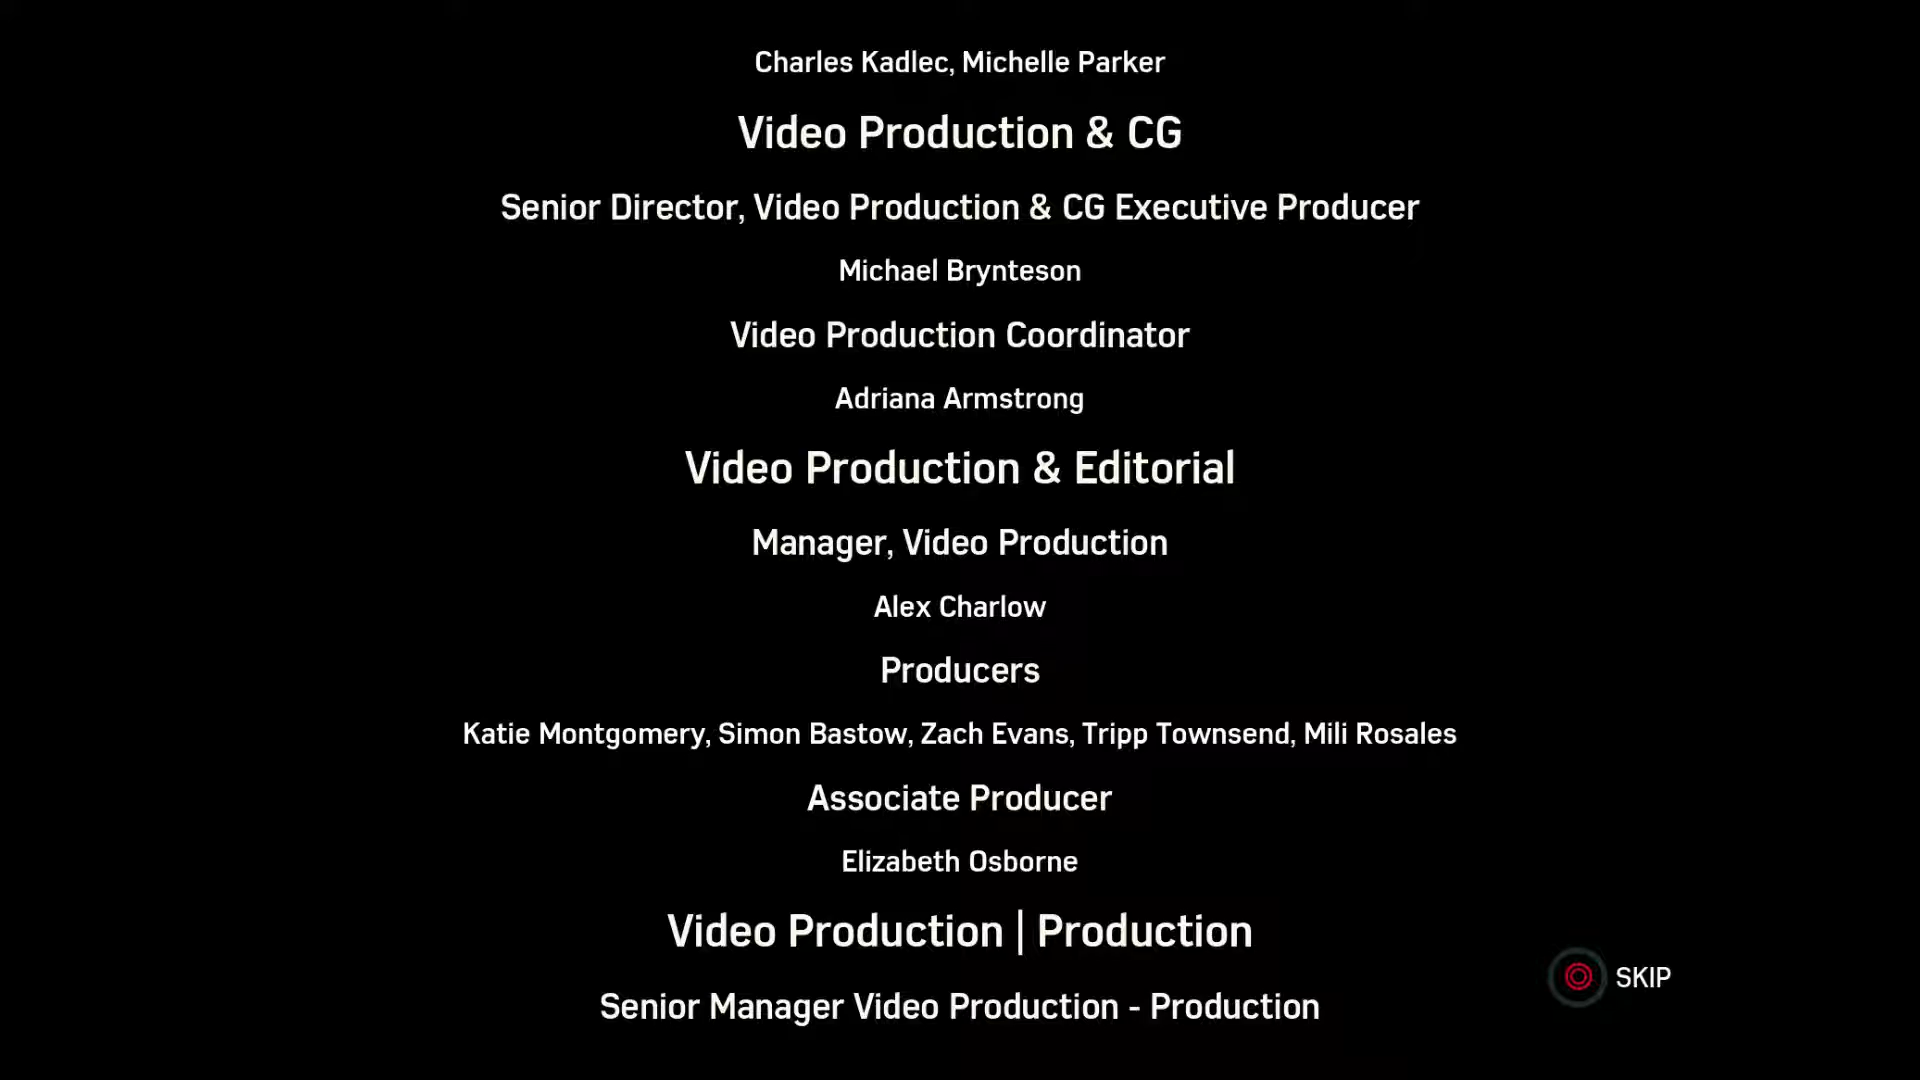 Charles Kadlec, Michelle Parker
Video Production & CG
Senior Director, Video Production & CG Executive Producer
Michael Brynteson
Video Production Coordinator
Adriana Armstrong
Video Production & Editorial
Manager, Video Production
Alex Charlow
Producers
Katie Montgomery, Simon Bastow, Zach Evans, Tripp Townsend, Mili Rosales
Associate Producer
Elizabeth Osborne
Video Production | Production
SKIP
Senior Manager Video Production - Production